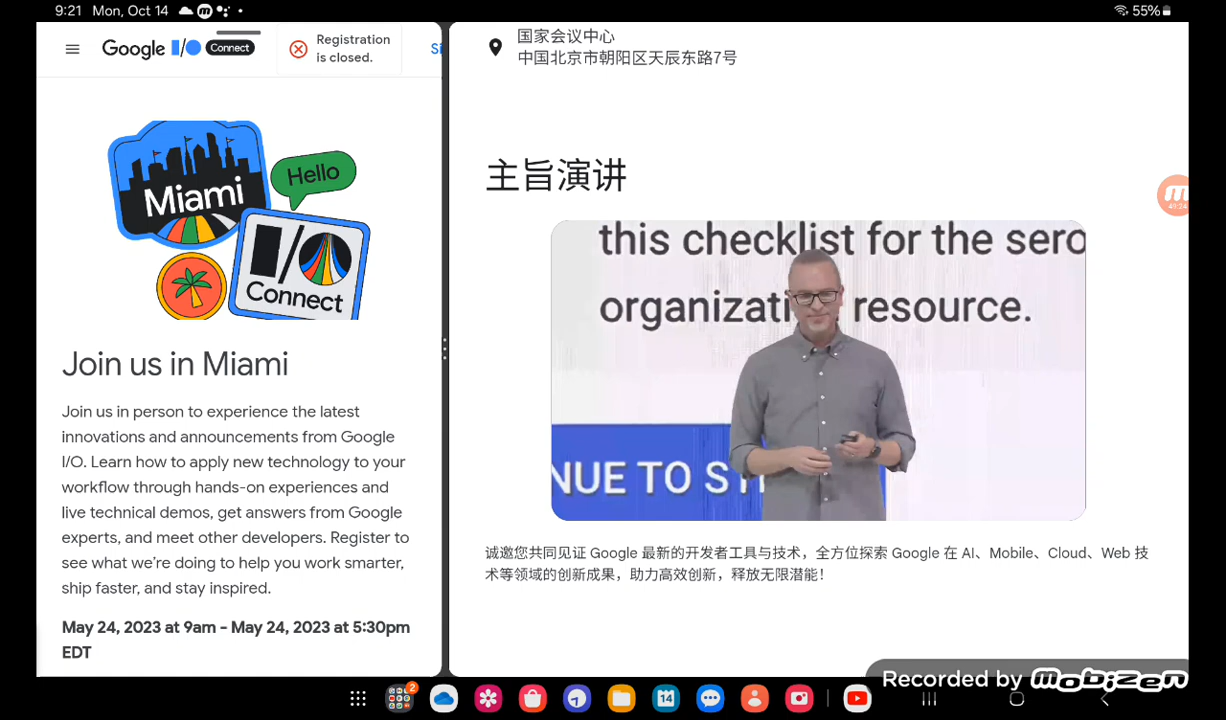 9:21 Mon, Oct 14
55%
Google I/O Connect
Registration
is closed.
Si
Miami
Hello
I/O
Connect
Join us in Miami
Join us in person to experience the latest
innovations and announcements from Google
I/O. Learn how to apply new technology to your
workflow through hands-on experiences and
live technical demos, get answers from Google
experts, and meet other developers. Register to
see what we're doing to help you work smarter,
ship faster, and stay inspired.
May 24, 2023 at 9am - May 24, 2023 at 5:30pm
EDT
国家会议中心
中国北京市朝阳区天辰东路7号
主旨演讲
this checklist for the sero
organizati resource.
NUE TO ST
诚邀您共同见证 Google 最新的开发者工具与技术，全方位探索 Google 在 AI、Mobile、Cloud、Web 技
术等领域的创新成果，助力高效创新，释放无限潜能！
2
14
Recorded by mobizen